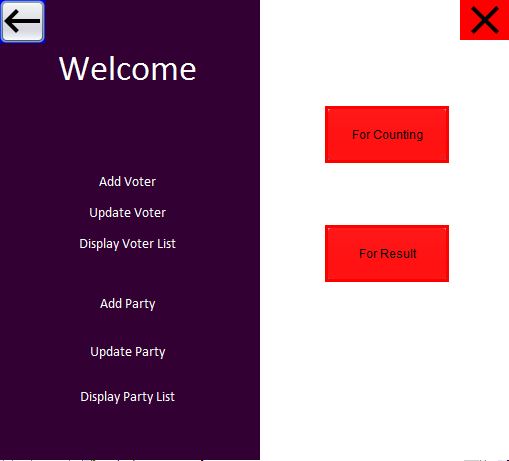 Welcome
Add Voter
Update Voter
Display Voter List
Add Party
Update Party
Display Party List
For Counting
For Result